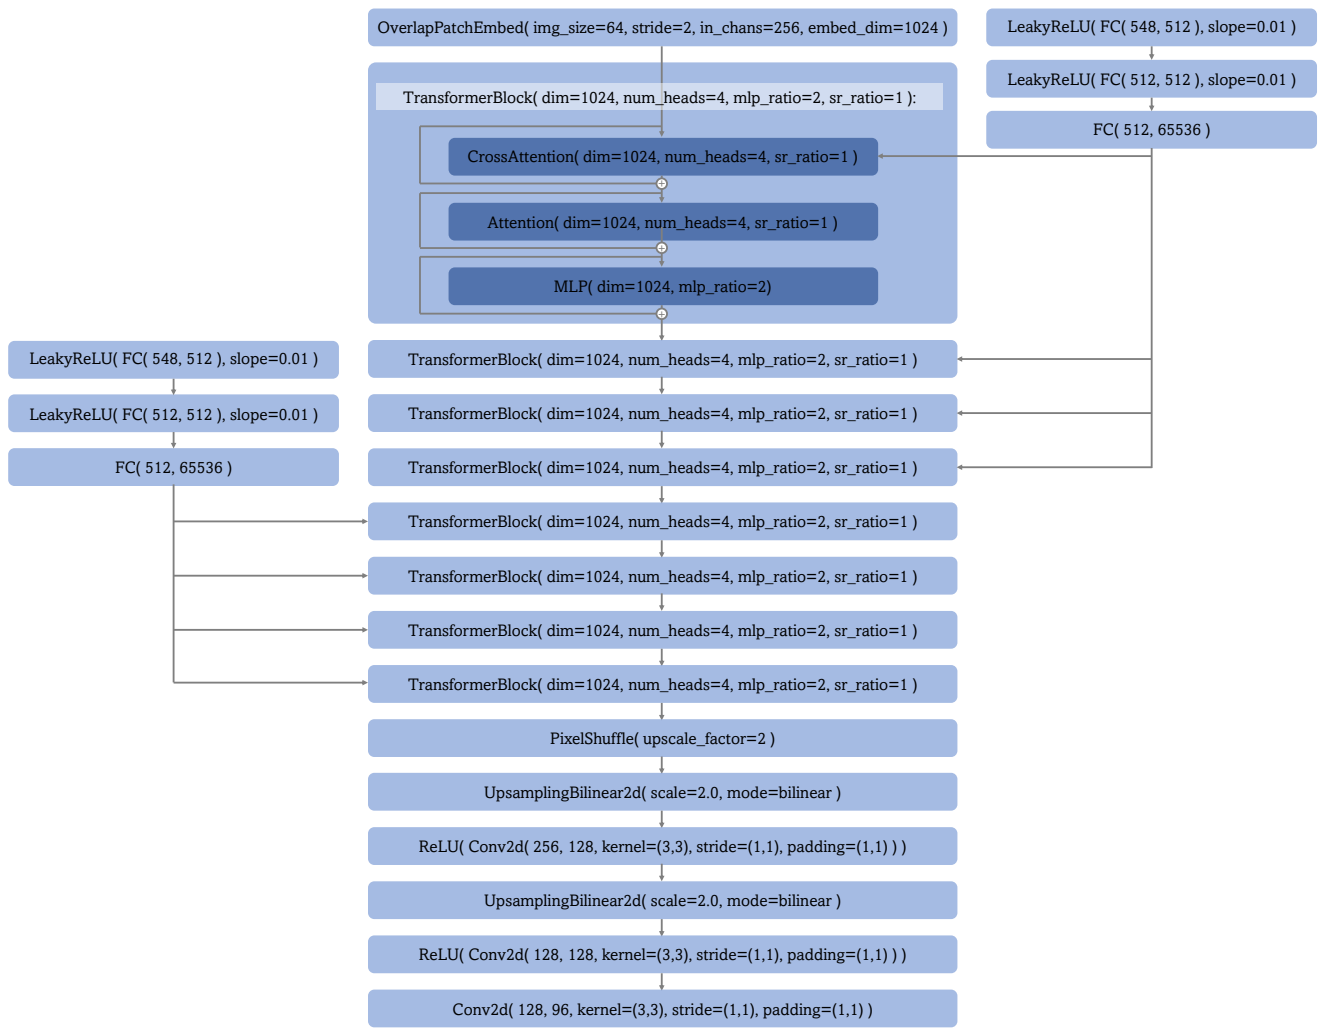 OverlapPatchEmbed( img_size=64, stride=2, in_chans=256, embed_dim=1024 )
LeakyReLU( FC( 548, 512 ), slope=0.01 )
LeakyReLU( FC( 512, 512 ), slope=0.01 )
FC( 512, 65536 )
TransformerBlock( dim=1024, num_heads=4, mlp_ratio=2, sr_ratio=1 ):
CrossAttention( dim=1024, num_heads=4, sr_ratio=1 )
Attention( dim=1024, num_heads=4, sr_ratio=1 )
MLP( dim=1024, mlp_ratio=2)
LeakyReLU( FC( 548, 512 ), slope=0.01 )
LeakyReLU( FC( 512, 512 ), slope=0.01 )
FC( 512, 65536 )
TransformerBlock( dim=1024, num_heads=4, mlp_ratio=2, sr_ratio=1 )
TransformerBlock( dim=1024, num_heads=4, mlp_ratio=2, sr_ratio=1 )
TransformerBlock( dim=1024, num_heads=4, mlp_ratio=2, sr_ratio=1 )
TransformerBlock( dim=1024, num_heads=4, mlp_ratio=2, sr_ratio=1 )
TransformerBlock( dim=1024, num_heads=4, mlp_ratio=2, sr_ratio=1 )
TransformerBlock( dim=1024, num_heads=4, mlp_ratio=2, sr_ratio=1 )
TransformerBlock( dim=1024, num_heads=4, mlp_ratio=2, sr_ratio=1 )
PixelShuffle( upscale_factor=2 )
UpsamplingBilinear2d( scale=2.0, mode=bilinear )
ReLU( Conv2d( 256, 128, kernel=(3,3), stride=(1,1), padding=(1,1) ) )
UpsamplingBilinear2d( scale=2.0, mode=bilinear )
ReLU( Conv2d( 128, 128, kernel=(3,3), stride=(1,1), padding=(1,1) ) )
Conv2d( 128, 96, kernel=(3,3), stride=(1,1), padding=(1,1) )